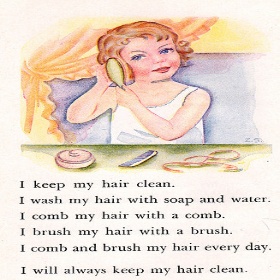 I keep my hair clean.
I wash my hair with soap and water.
I comb my hair with a comb.
I brush my hair with a brush.
I comb and brush my hair every day.
I will always keep my hair clean.